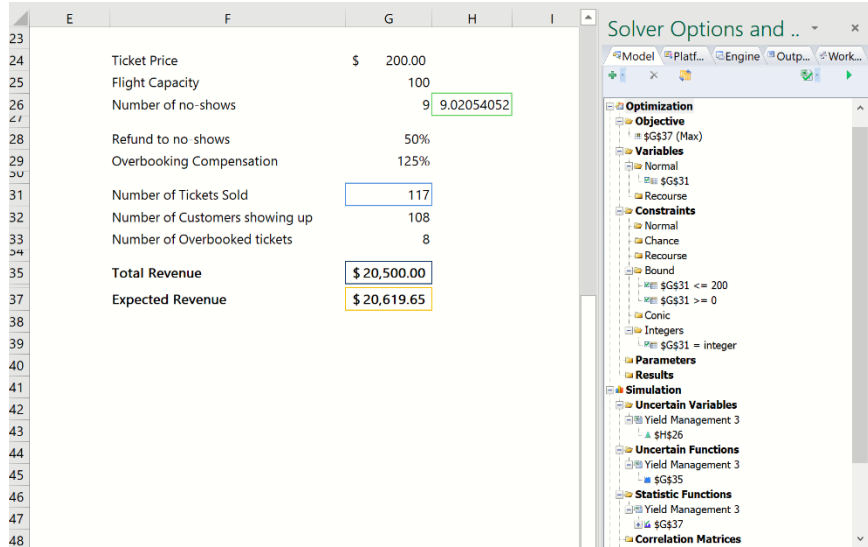 E F G H I
23
24 Ticket Price $ 200.00
25 Flight Capacity 100
26 Number of no-shows 9 9.02054052
27
28 Refund to no-shows 50%
29 Overbooking Compensation 125%
30
31 Number of Tickets Sold 117
32 Number of Customers showing up 108
33 Number of Overbooked tickets 8
34
35 Total Revenue $ 20,500.00
37 Expected Revenue $ 20,619.65
38
39
40
41
42
43
44
45
46
47
48
Solver Options and ..
Model Platf... Engine Outp... Work...
Optimization
Objective
$G$37 (Max)
Variables
Normal
$G$31
Recourse
Constraints
Normal
Chance
Recourse
Bound
$G$31 <= 200
$G$31 >= 0
Conic
Integers
$G$31 = integer
Parameters
Results
Simulation
Uncertain Variables
Yield Management 3
$H$26
Uncertain Functions
Yield Management 3
$G$35
Statistic Functions
Yield Management 3
$G$37
Correlation Matrices